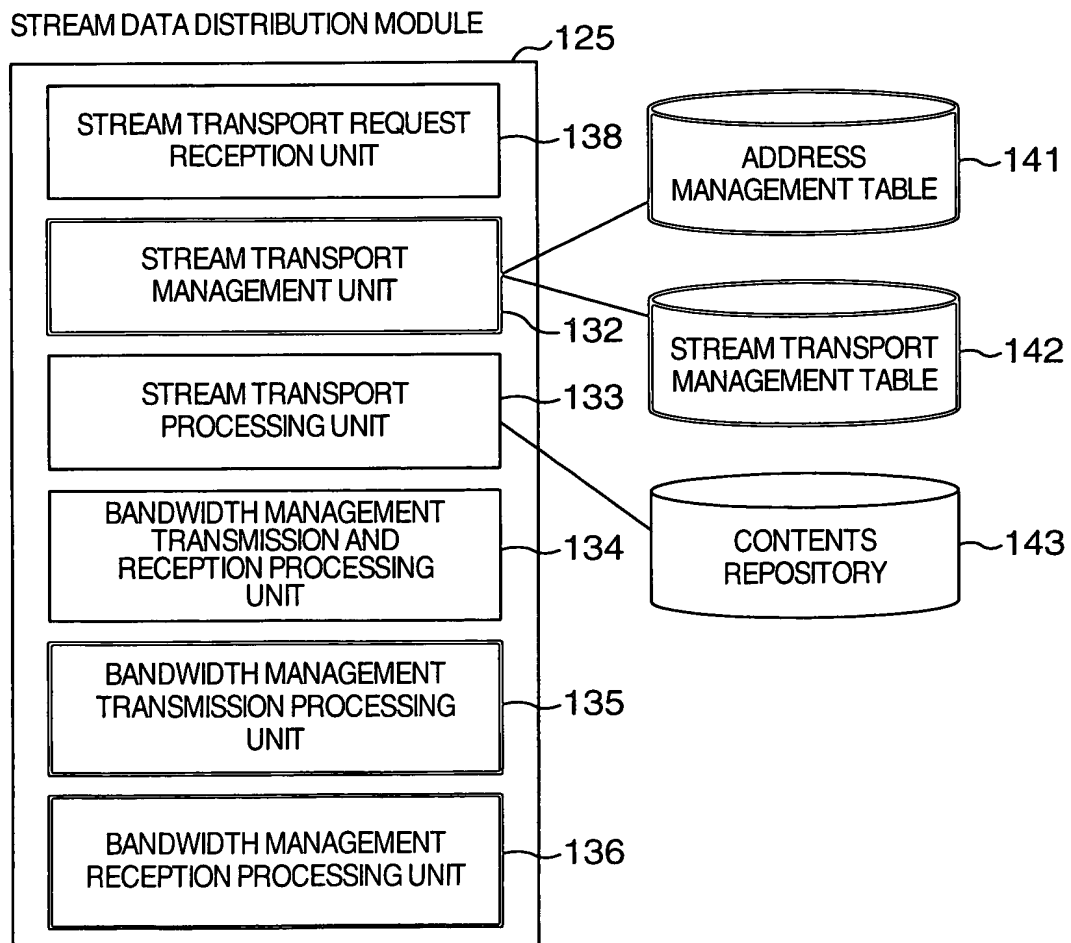 STREAM DATA DISTRIBUTION MODULE
125
STREAM TRANSPORT REQUEST
RECEPTION UNIT
138
STREAM TRANSPORT
MANAGEMENT UNIT
132
STREAM TRANSPORT
PROCESSING UNIT
133
BANDWIDTH MANAGEMENT
TRANSMISSION AND
RECEPTION PROCESSING
UNIT
134
BANDWIDTH MANAGEMENT
TRANSMISSION PROCESSING
UNIT
135
BANDWIDTH MANAGEMENT
RECEPTION PROCESSING UNIT
136
ADDRESS
MANAGEMENT TABLE
141
STREAM TRANSPORT
MANAGEMENT TABLE
142
CONTENTS
REPOSITORY
143